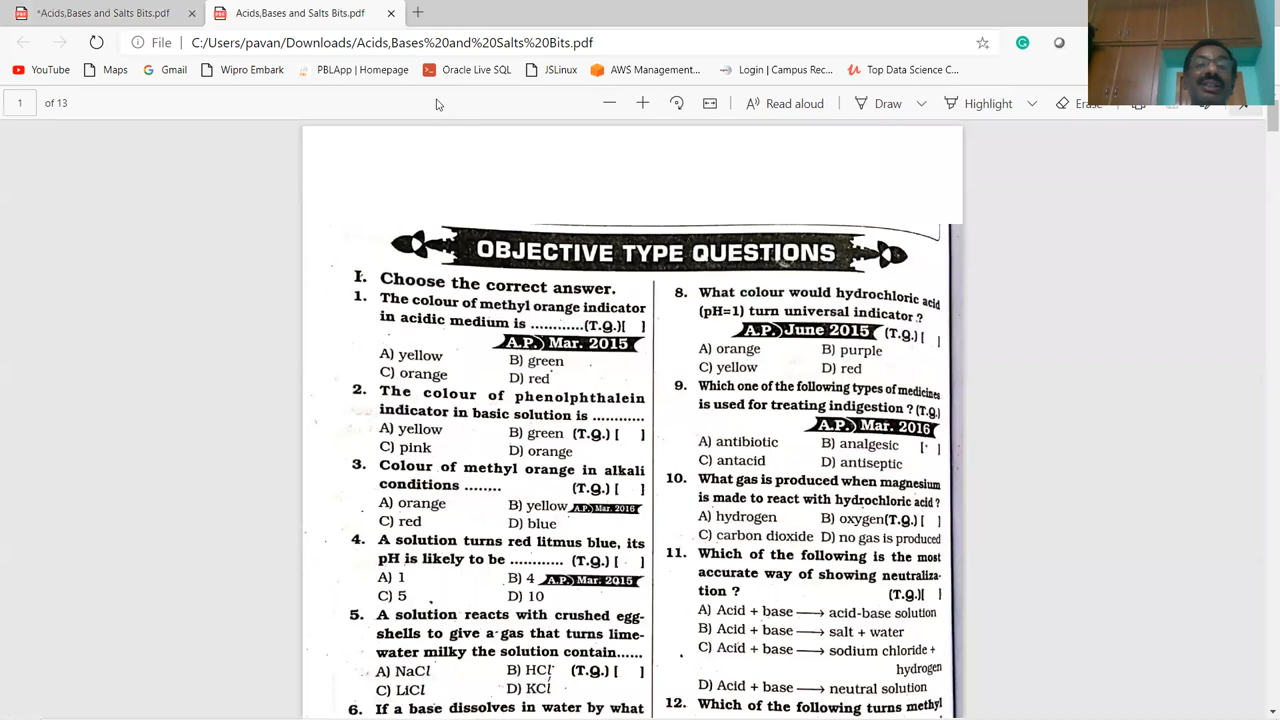 *Acids,Bases and Salts Bits.pdf
Acids,Bases and Salts Bits.pdf
File C:/Users/pavan/Downloads/Acids,Bases%20and%20Salts%20Bits.pdf
YouTube Maps Gmail Wipro Embark PBLApp | Homepage Oracle Live SQL JSLinux AWS Management... Login | Campus Rec... Top Data Science C...
1 of 13 Read aloud Draw Highlight Erase
OBJECTIVE TYPE QUESTIONS
I. Choose the correct answer.
1. The colour of methyl orange indicator
in acidic medium is ............(T.Q.)[ ]
A.P. Mar. 2015
A) yellow B) green
C) orange D) red
2. The colour of phenolphthalein
indicator in basic solution is ............
A) yellow B) green (T.Q.) [ ]
C) pink D) orange
3. Colour of methyl orange in alkali
conditions ........ (T.Q.) [ ]
A) orange B) yellow A.P. Mar. 2016
C) red D) blue
4. A solution turns red litmus blue, its
pH is likely to be ............ (T.Q.) [ ]
A) 1 B) 4 A.P. Mar. 2015
C) 5 D) 10
5. A solution reacts with crushed egg-
shells to give a gas that turns lime-
water milky the solution contain......
A) NaCl B) HCl (T.Q.) [ ]
C) LiCl D) KCl
6. If a base dissolves in water by what
8. What colour would hydrochloric acid
(pH=1) turn universal indicator ?
A.P. June 2015 (T.Q.) [ ]
A) orange B) purple
C) yellow D) red
9. Which one of the following types of medicines
is used for treating indigestion ? (T.Q.)
A.P. Mar. 2016
A) antibiotic B) analgesic [ ]
C) antacid D) antiseptic
10. What gas is produced when magnesium
is made to react with hydrochloric acid ?
A) hydrogen B) oxygen(T.Q.) [ ]
C) carbon dioxide D) no gas is produced
11. Which of the following is the most
accurate way of showing neutraliza-
tion ? (T.Q.)[ ]
A) Acid + base ⟶ acid-base solution
B) Acid + base ⟶ salt + water
C) Acid + base ⟶ sodium chloride +
hydrogen
D) Acid + base ⟶ neutral solution
12. Which of the following turns methyl